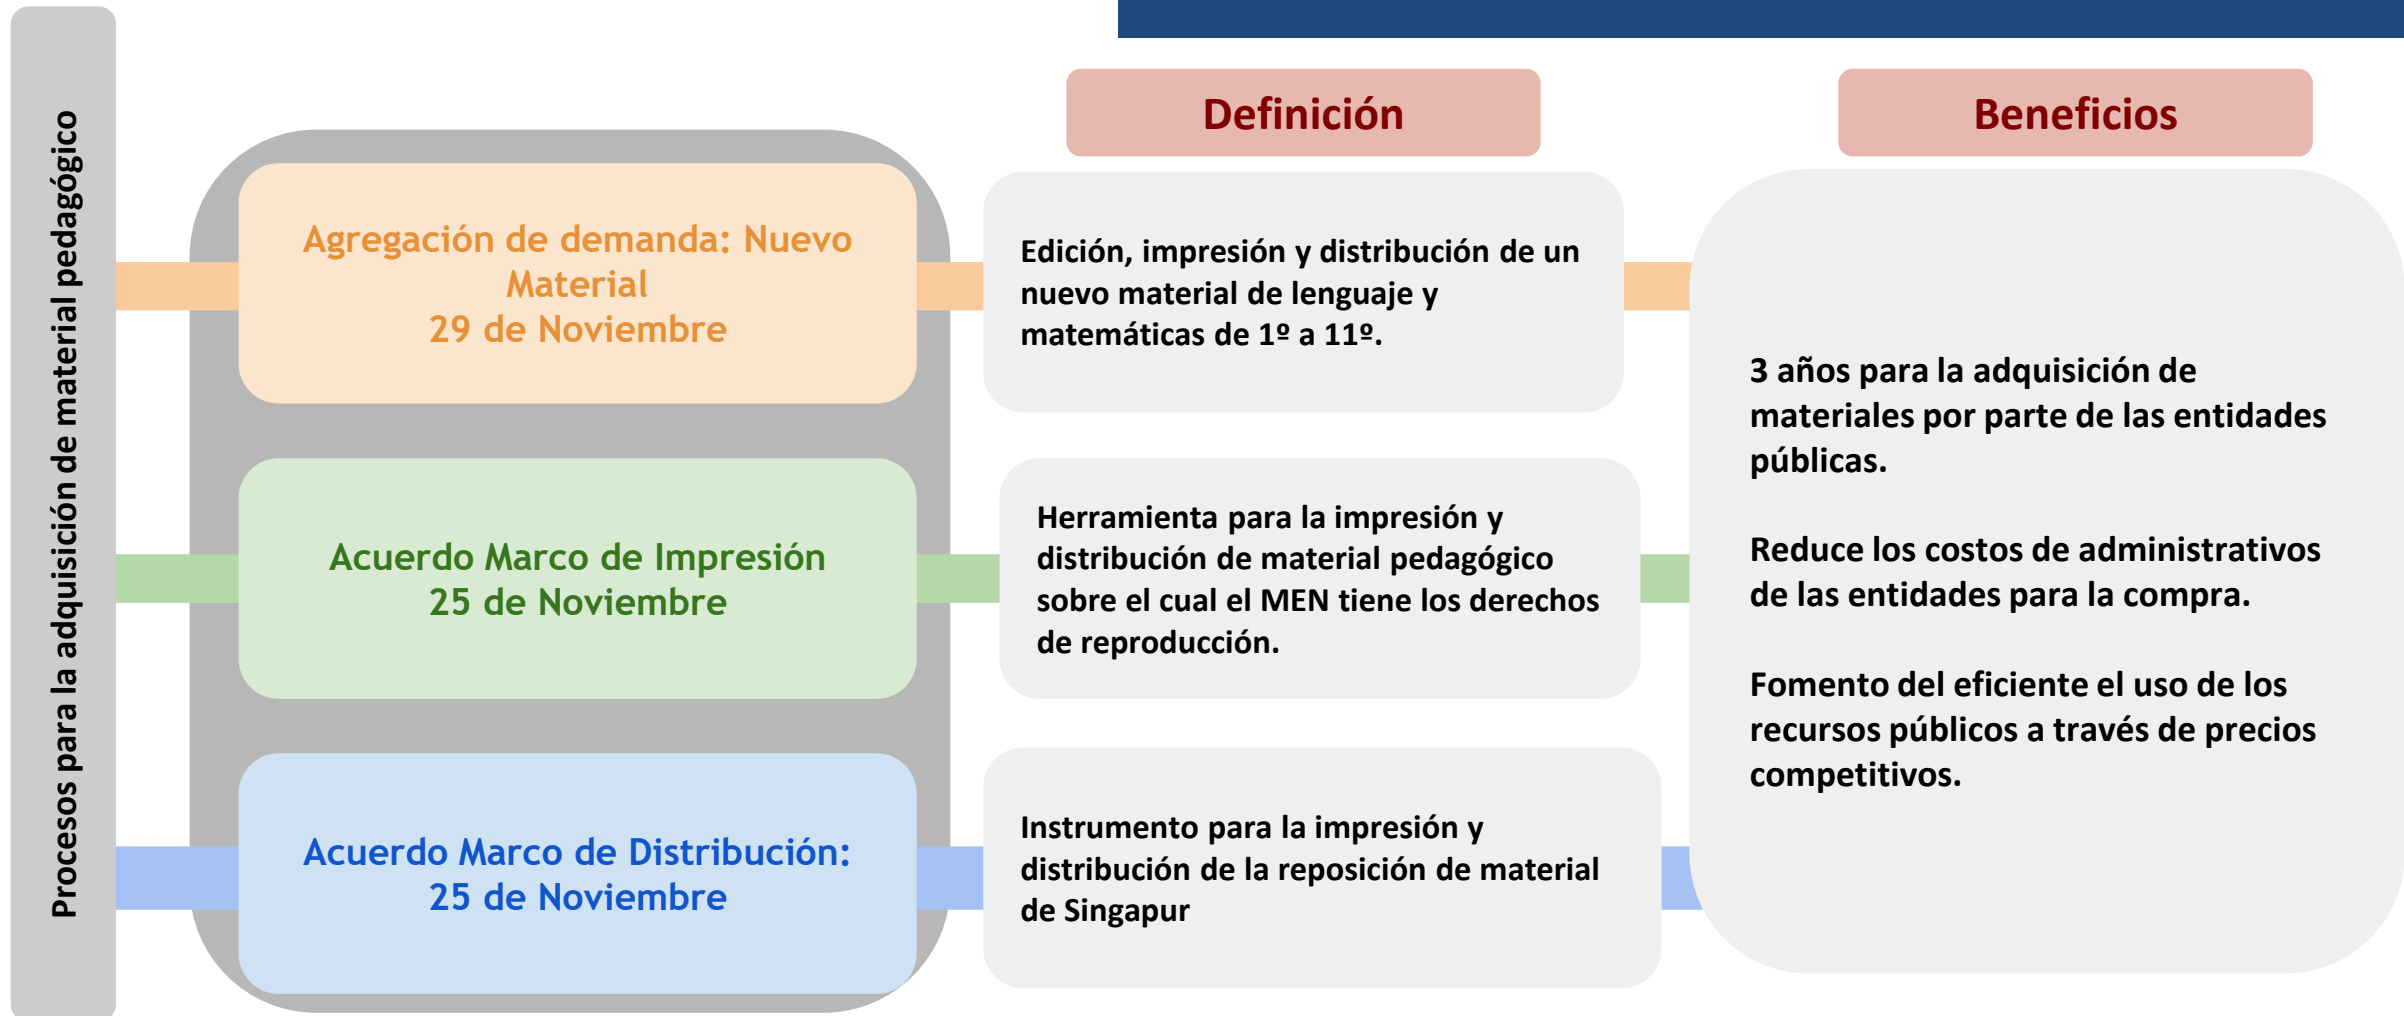 Procesos para la adquisición de material pedagógico
Definición
Beneficios
Agregación de demanda: Nuevo
Material
29 de Noviembre
Edición, impresión y distribución de un
nuevo material de lenguaje y
matemáticas de 1º a 11º.
Acuerdo Marco de Impresión
25 de Noviembre
Herramienta para la impresión y
distribución de material pedagógico
sobre el cual el MEN tiene los derechos
de reproducción.
Acuerdo Marco de Distribución:
25 de Noviembre
Instrumento para la impresión y
distribución de la reposición de material
de Singapur
3 años para la adquisición de
materiales por parte de las entidades
públicas.
Reduce los costos de administrativos
de las entidades para la compra.
Fomento del eficiente el uso de los
recursos públicos a través de precios
competitivos.